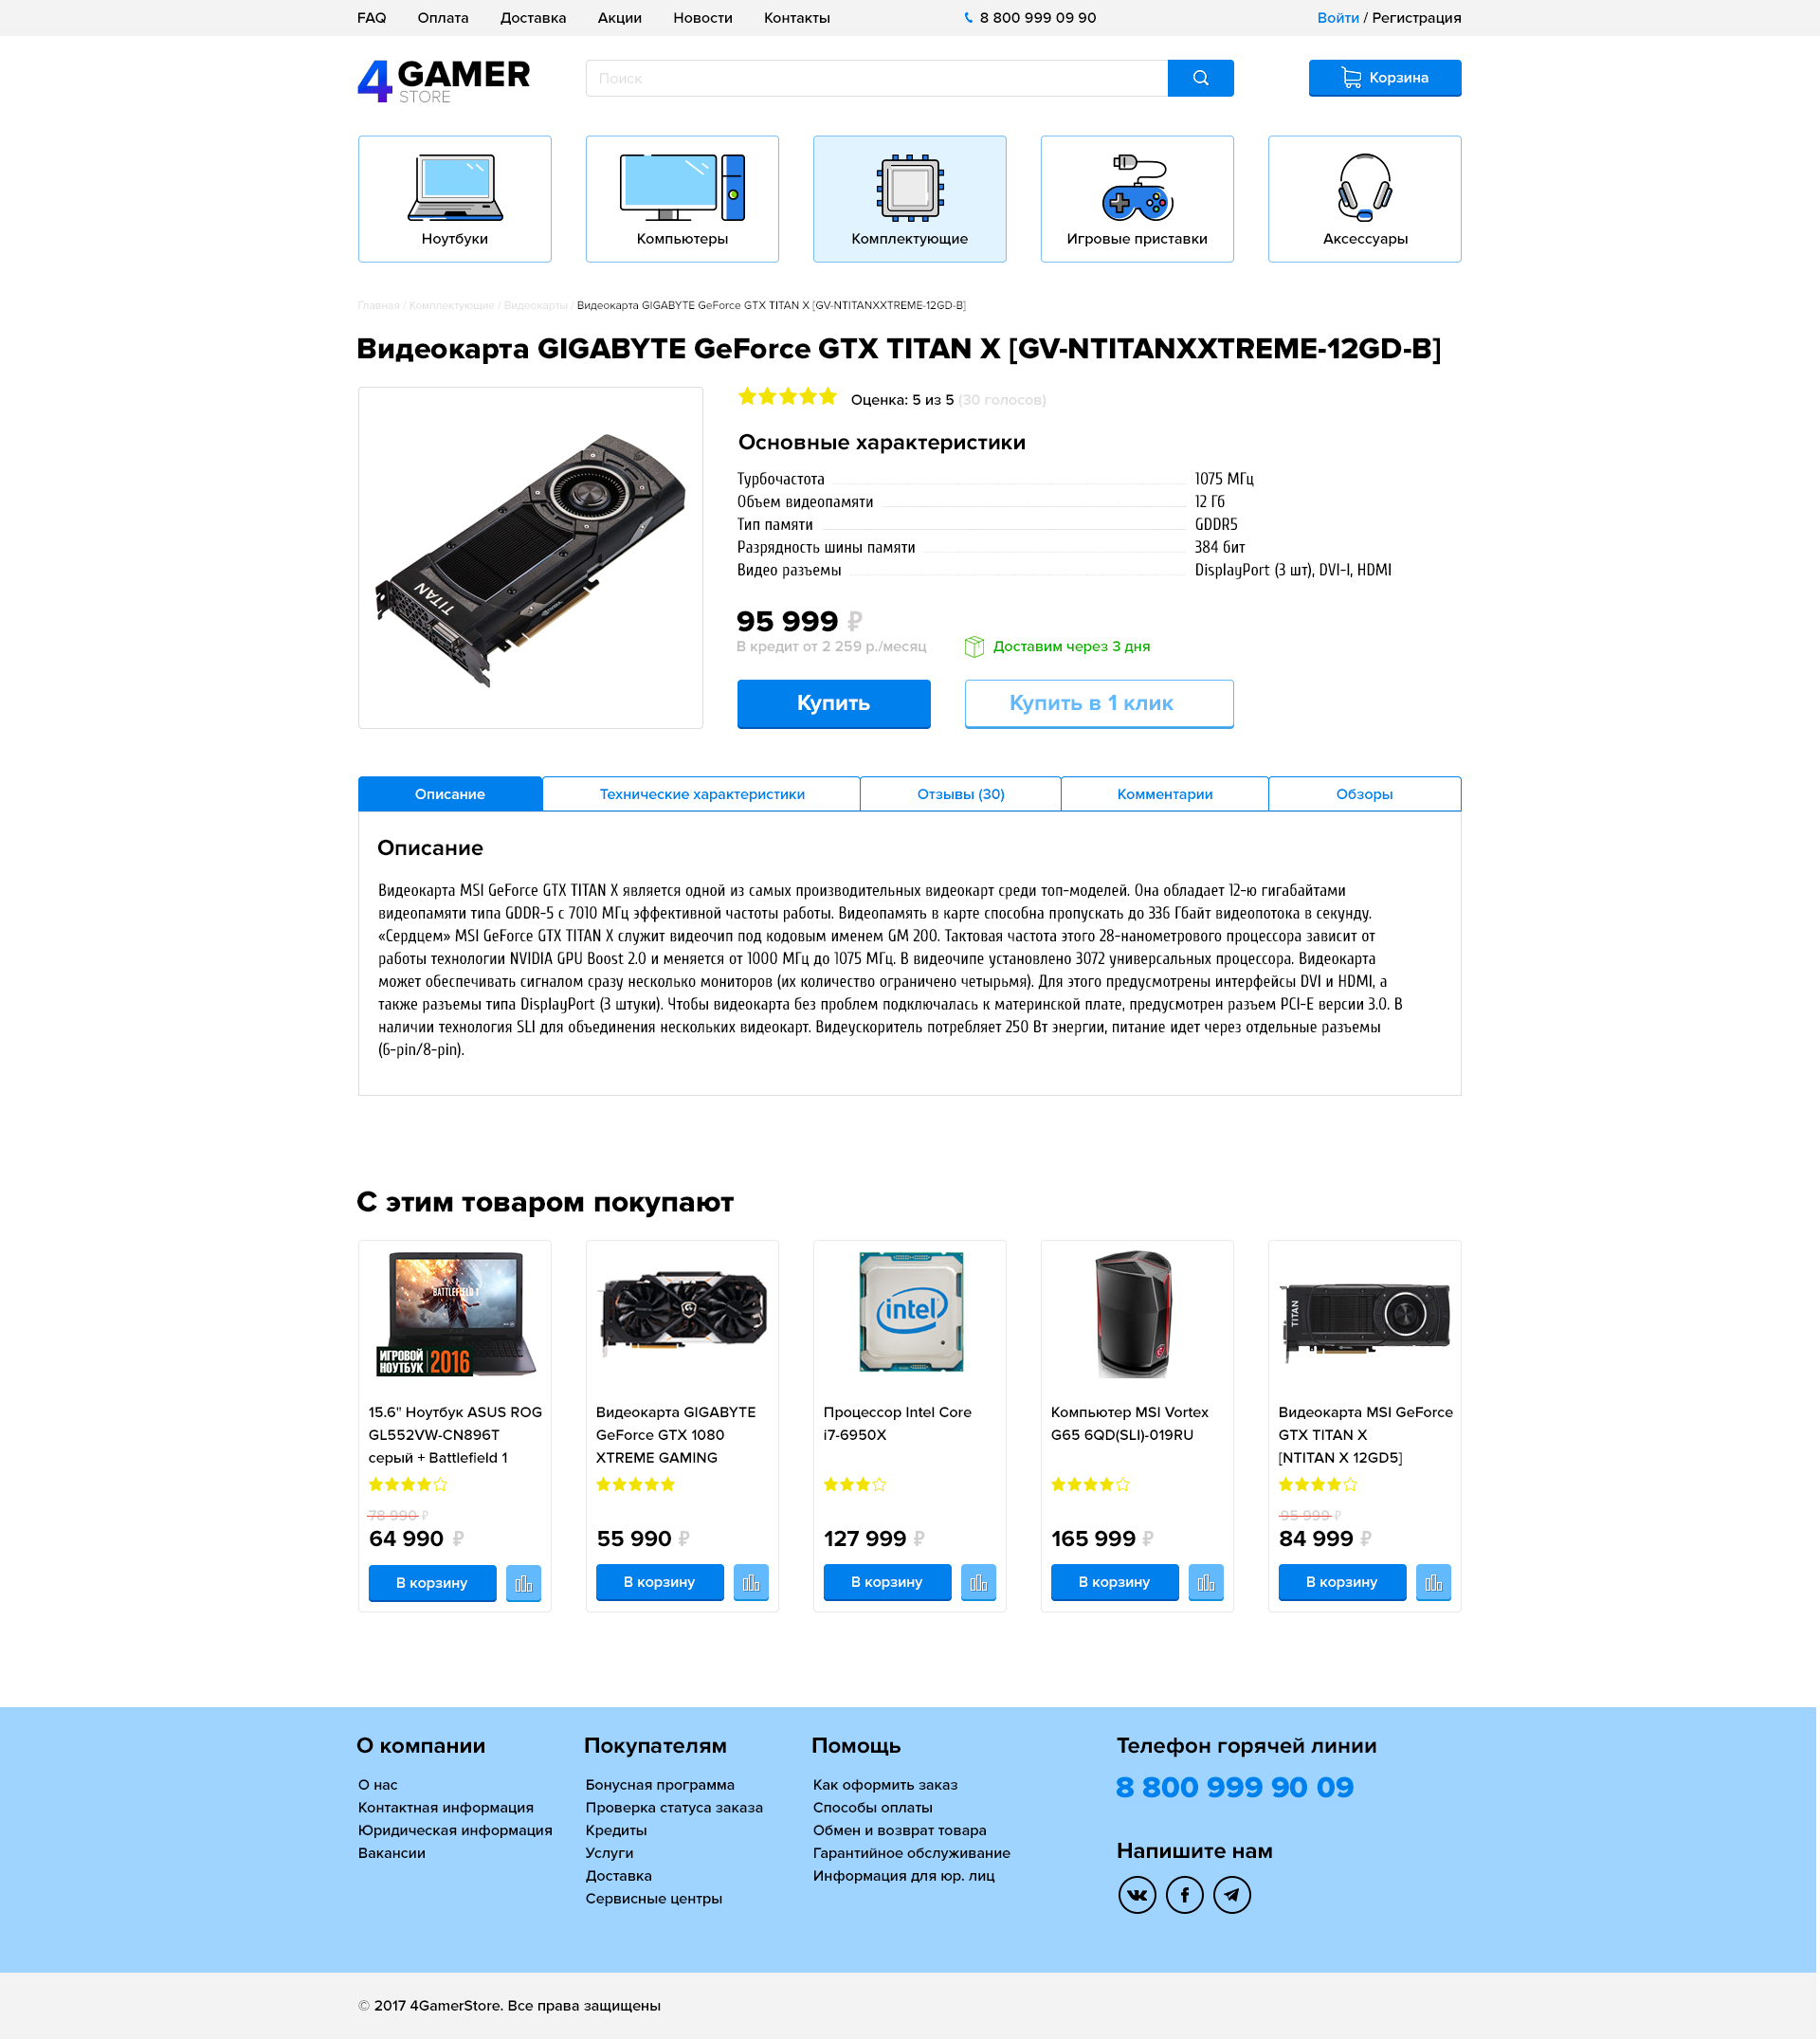 FAQ Оплата Доставка Акции Новости Контакты 8 800 999 09 90 Войти / Регистрация
4 GAMER
STORE
Поиск
Корзина
Ноутбуки Компьютеры Комплектующие Игровые приставки Аксессуары
Главная / Комплектующие / Видеокарты / Видеокарта GIGABYTE GeForce GTX TITAN X [GV-NTITANXXTREME-12GD-B]
Видеокарта GIGABYTE GeForce GTX TITAN X [GV-NTITANXXTREME-12GD-B]
TITAN
Оценка: 5 из 5 (30 голосов)
Основные характеристики
Турбочастота 1075 МГц
Объем видеопамяти 12 Гб
Тип памяти GDDR5
Разрядность шины памяти 384 бит
Видео разъемы DisplayPort (3 шт), DVI-I, HDMI
95 999 ₽
В кредит от 2 259 р./месяц
Доставим через 3 дня
Купить
Купить в 1 клик
Описание Технические характеристики Отзывы (30) Комментарии Обзоры
Описание
Видеокарта MSI GeForce GTX TITAN X является одной из самых производительных видеокарт среди топ-моделей. Она обладает 12-ю гигабайтами
видеопамяти типа GDDR-5 с 7010 МГц эффективной частоты работы. Видеопамять в карте способна пропускать до 336 Гбайт видеопотока в секунду.
«Сердцем» MSI GeForce GTX TITAN X служит видеочип под кодовым именем GM 200. Тактовая частота этого 28-нанометрового процессора зависит от
работы технологии NVIDIA GPU Boost 2.0 и меняется от 1000 МГц до 1075 МГц. В видеочипе установлено 3072 универсальных процессора. Видеокарта
может обеспечивать сигналом сразу несколько мониторов (их количество ограничено четырьмя). Для этого предусмотрены интерфейсы DVI и HDMI, а
также разъемы типа DisplayPort (3 штуки). Чтобы видеокарта без проблем подключалась к материнской плате, предусмотрен разъем PCI-E версии 3.0. В
наличии технология SLI для объединения нескольких видеокарт. Видеускоритель потребляет 250 Вт энергии, питание идет через отдельные разъемы
(6-pin/8-pin).
С этим товаром покупают
BATTLEFIELD 1
ИГРОВОЙ
НОУТБУК 2016
15.6" Ноутбук ASUS ROG
GL552VW-CN896T
серый + Battlefield 1
78 990 ₽
64 990 ₽
В корзину
Видеокарта GIGABYTE
GeForce GTX 1080
XTREME GAMING
55 990 ₽
В корзину
intel
Процессор Intel Core
i7-6950X
127 999 ₽
В корзину
Компьютер MSI Vortex
G65 6QD(SLI)-019RU
165 999 ₽
В корзину
TITAN
Видеокарта MSI GeForce
GTX TITAN X
[NTITAN X 12GD5]
95 999 ₽
84 999 ₽
В корзину
О компании
О нас
Контактная информация
Юридическая информация
Вакансии
Покупателям
Бонусная программа
Проверка статуса заказа
Кредиты
Услуги
Доставка
Сервисные центры
Помощь
Как оформить заказ
Способы оплаты
Обмен и возврат товара
Гарантийное обслуживание
Информация для юр. лиц
Телефон горячей линии
8 800 999 90 09
Напишите нам
© 2017 4GamerStore. Все права защищены